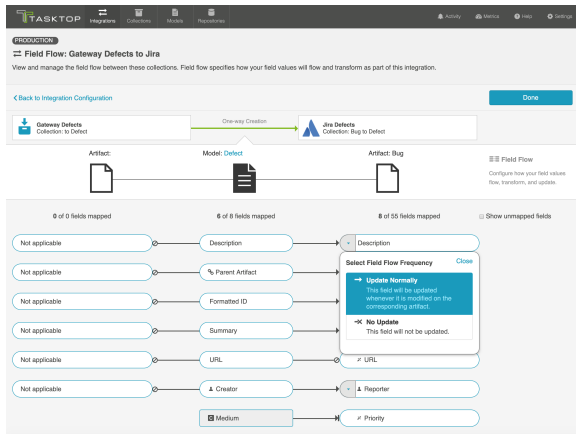 TASKTOP
Integrations
Collections
Models
Repositories
Activity
Metrics
Help
Settings
PRODUCTION
Field Flow: Gateway Defects to Jira
View and manage the field flow between these collections. Field flow specifies how your field values will flow and transform as part of this integration.
Back to Integration Configuration
Done
Gateway Defects
Collection: to Defect
One-way Creation
Jira Defects
Collection: Bug to Defect
Artifact:
Model: Defect
Artifact: Bug
Field Flow
Configure how your field values
flow, transform, and update.
0 of 0 fields mapped
6 of 8 fields mapped
8 of 55 fields mapped
Show unmapped fields
Not applicable
Description
Description
Select Field Flow Frequency
Close
Update Normally
This field will be updated
whenever it is modified on the
corresponding artifact.
No Update
This field will not be updated.
Not applicable
Parent Artifact
Not applicable
Formatted ID
Not applicable
Summary
Not applicable
URL
URL
Not applicable
Creator
Reporter
Medium
Priority